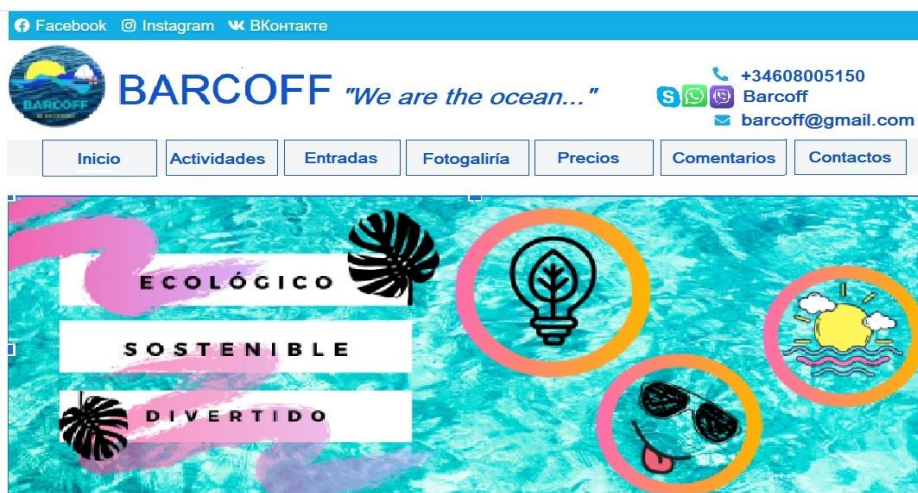 Facebook Instagram ВКонтакте
BARCOFF
BARCOFF "We are the ocean..."
+34608005150
Barcoff
barcoff@gmail.com
Inicio Actividades Entradas Fotogaliría Precios Comentarios Contactos
ECOLÓGICO
SOSTENIBLE
DIVERTIDO